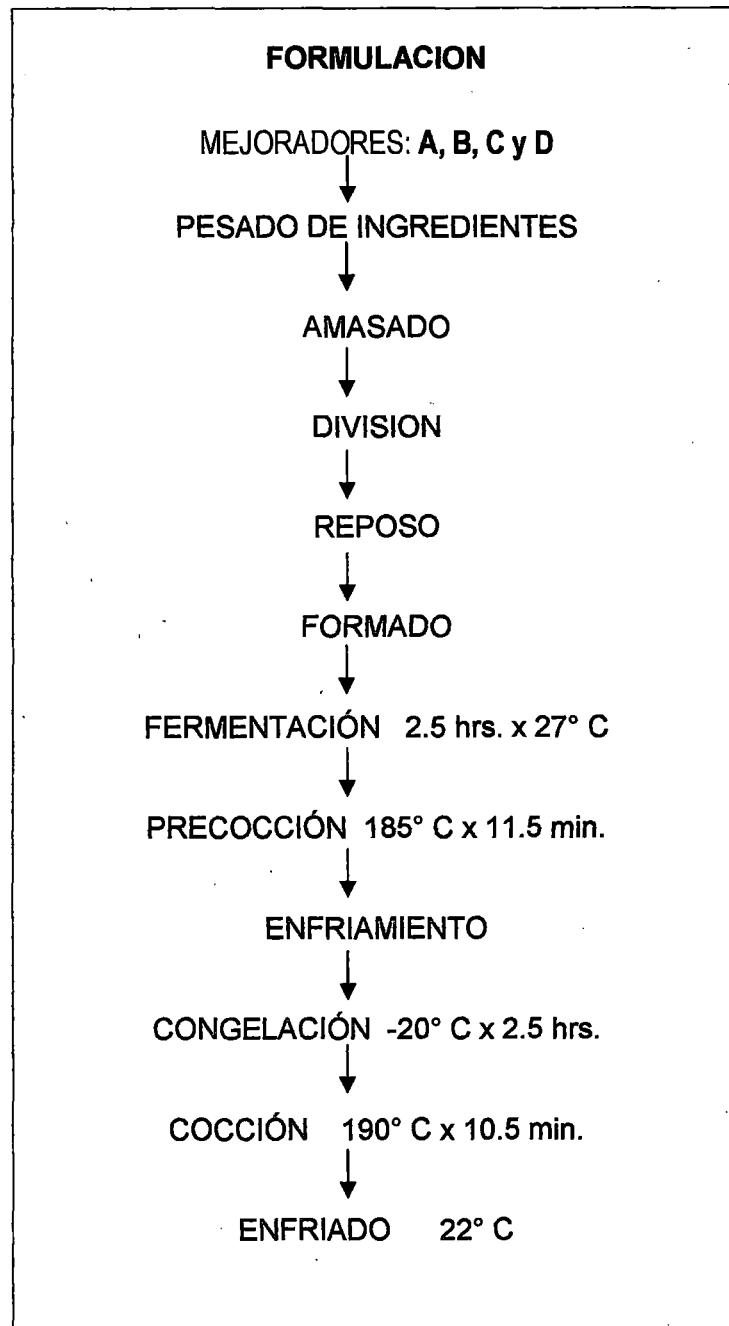 FORMULACION
MEJORADORES: A, B, C y D
PESADO DE INGREDIENTES
AMASADO
DIVISION
REPOSO
FORMADO
FERMENTACIÓN 2.5 hrs. x 27° C
PRECOCCIÓN 185° C x 11.5 min.
ENFRIAMIENTO
CONGELACIÓN -20° C x 2.5 hrs.
COCCIÓN 190° C x 10.5 min.
ENFRIADO 22° C